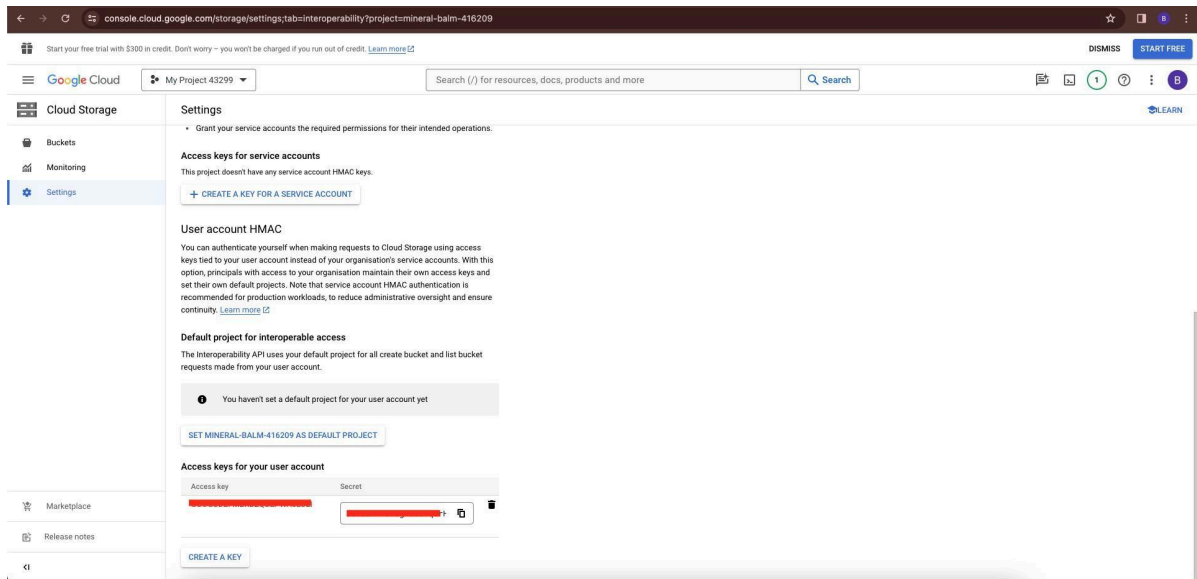 console.cloud.google.com/storage/settings;tab=interoperability?project=mineral-balm-416209
B
Start your free trial with $300 in credit. Don't worry – you won't be charged if you run out of credit. Learn more
DISMISS
START FREE
Google Cloud
My Project 43299
Search (/) for resources, docs, products and more
Search
1
B
Cloud Storage
Settings
LEARN
Buckets
Monitoring
Settings
Marketplace
Release notes
• Grant your service accounts the required permissions for their intended operations.
Access keys for service accounts
This project doesn't have any service account HMAC keys.
+ CREATE A KEY FOR A SERVICE ACCOUNT
User account HMAC
You can authenticate yourself when making requests to Cloud Storage using access
keys tied to your user account instead of your organisation's service accounts. With this
option, principals with access to your organisation maintain their own access keys and
set their own default projects. Note that service account HMAC authentication is
recommended for production workloads, to reduce administrative oversight and ensure
continuity. Learn more
Default project for interoperable access
The Interoperability API uses your default project for all create bucket and list bucket
requests made from your user account.
You haven't set a default project for your user account yet
SET MINERAL-BALM-416209 AS DEFAULT PROJECT
Access keys for your user account
Access key
Secret
CREATE A KEY